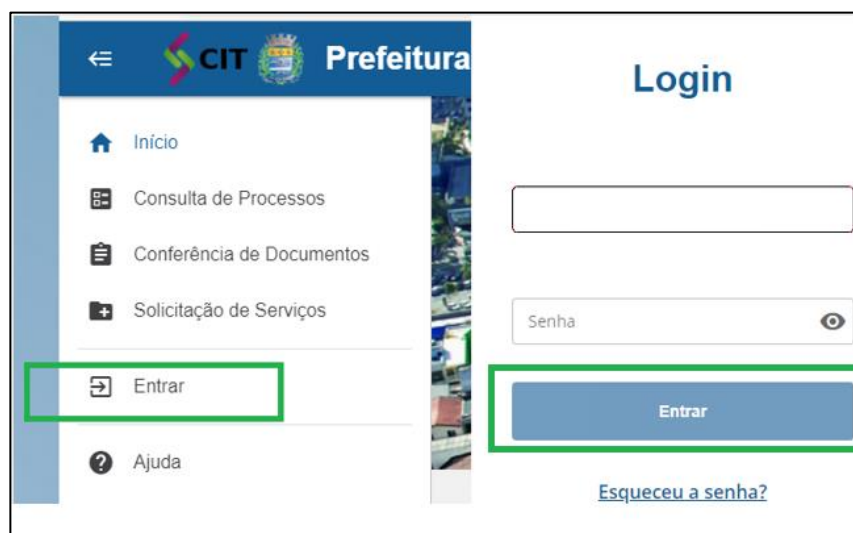 CIT Prefeitura
Início
Consulta de Processos
Conferência de Documentos
Solicitação de Serviços
Entrar
Ajuda
Login
Senha
Entrar
Esqueceu a senha?